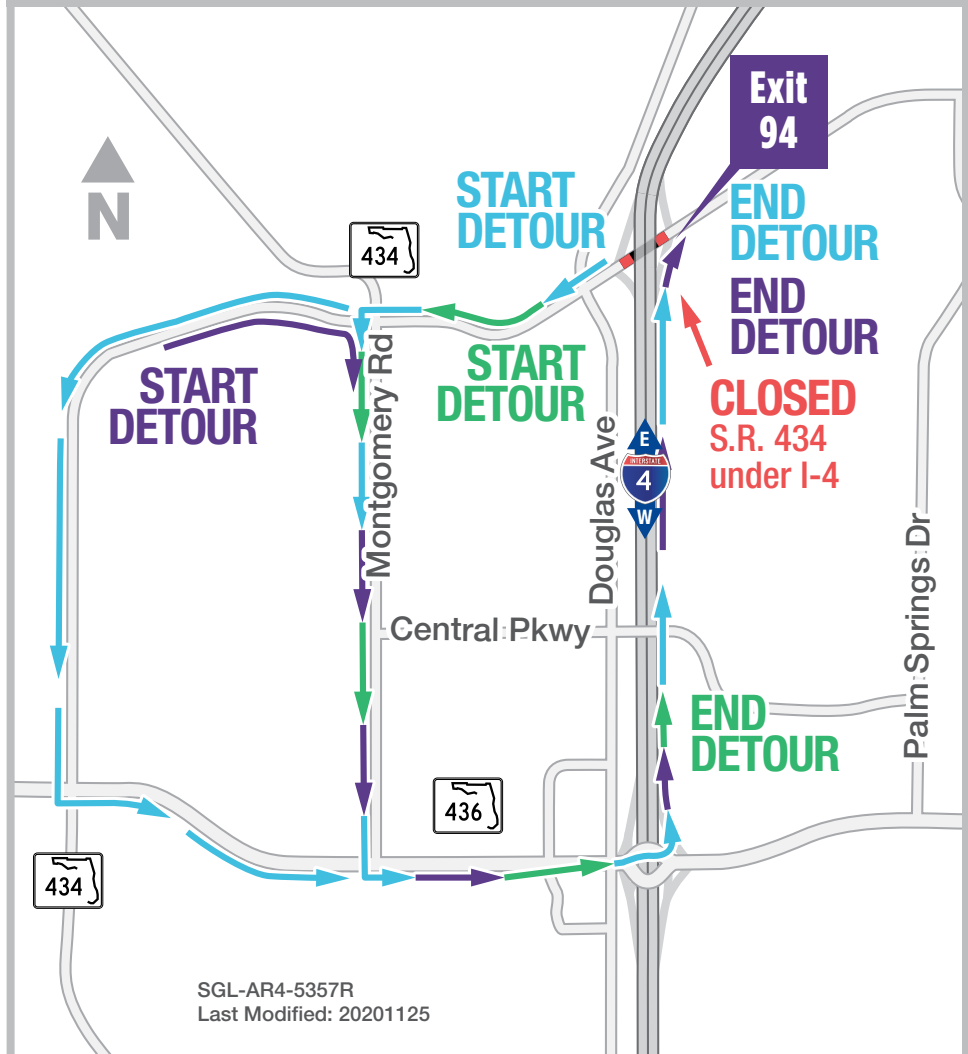 Exit
94
N
START
DETOUR
END
DETOUR
434
END
DETOUR
START
DETOUR
START
DETOUR
CLOSED
S.R. 434
under I-4
Montgomery Rd
Douglas Ave
E
INTERSTATE
4
W
Palm Springs Dr
Central Pkwy
END
DETOUR
436
434
SGL-AR4-5357R
Last Modified: 20201125